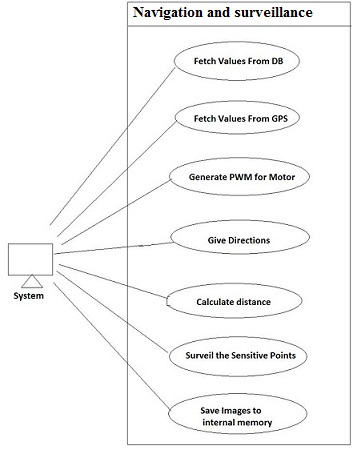 Navigation and surveillance
Fetch Values From DB
Fetch Values From GPS
Generate PWM for Motor
Give Directions
System
Calculate distance
Surveil the Sensitive Points
Save Images to
internal memory